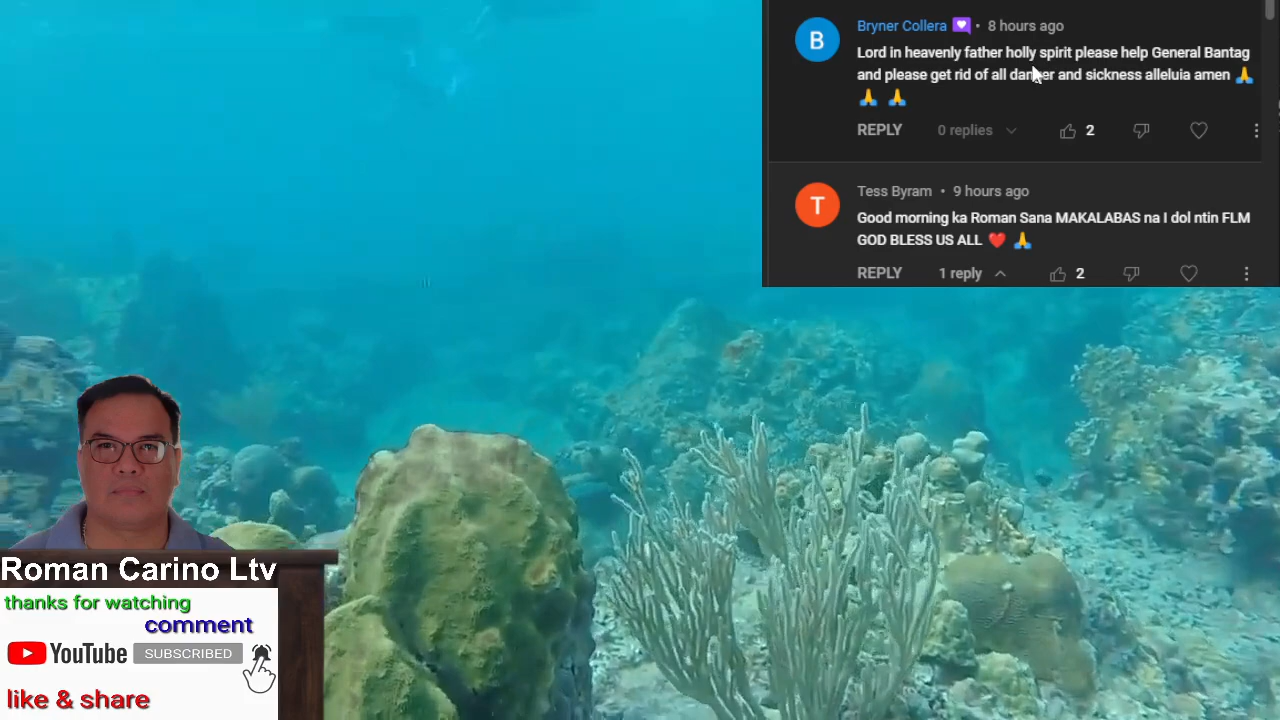 B
Bryner Collera • 8 hours ago
Lord in heavenly father holly spirit please help General Bantag
and please get rid of all danger and sickness alleluia amen 🙏
🙏 🙏
REPLY 0 replies 2
T
Tess Byram • 9 hours ago
Good morning ka Roman Sana MAKALABAS na I dol ntin FLM
GOD BLESS US ALL ❤️ 🙏
REPLY 1 reply 2
Roman Carino Ltv
thanks for watching
comment
YouTube SUBSCRIBED
like & share